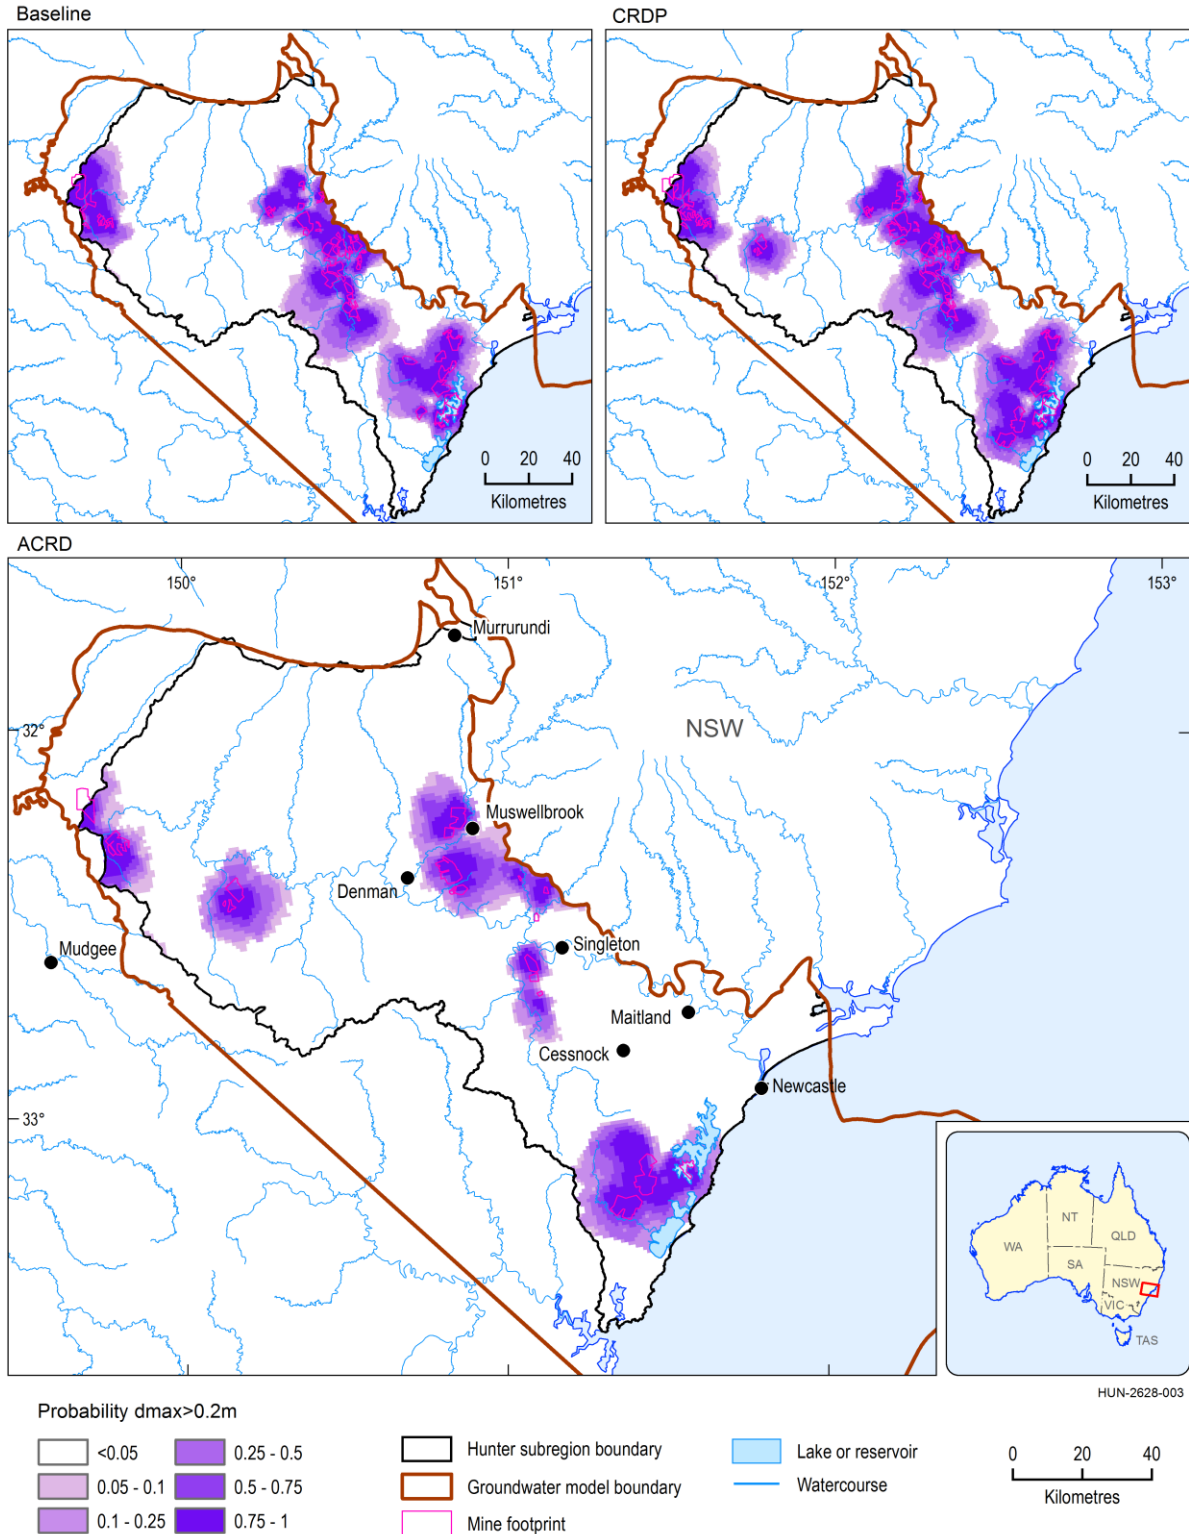 Baseline
CRDP
0 20 40
Kilometres
0 20 40
Kilometres
ACRD
150° 151° 152° 153°
Murrurundi
32°
NSW
Muswellbrook
Denman
Mudgee
Singleton
Maitland
Cessnock
Newcastle
33°
NT
WA
QLD
SA
NSW
VIC
TAS
HUN-2628-003
Probability dmax>0.2m
<0.05
0.05 - 0.1
0.1 - 0.25
0.25 - 0.5
0.5 - 0.75
0.75 - 1
Hunter subregion boundary
Groundwater model boundary
Mine footprint
Lake or reservoir
Watercourse
0 20 40
Kilometres